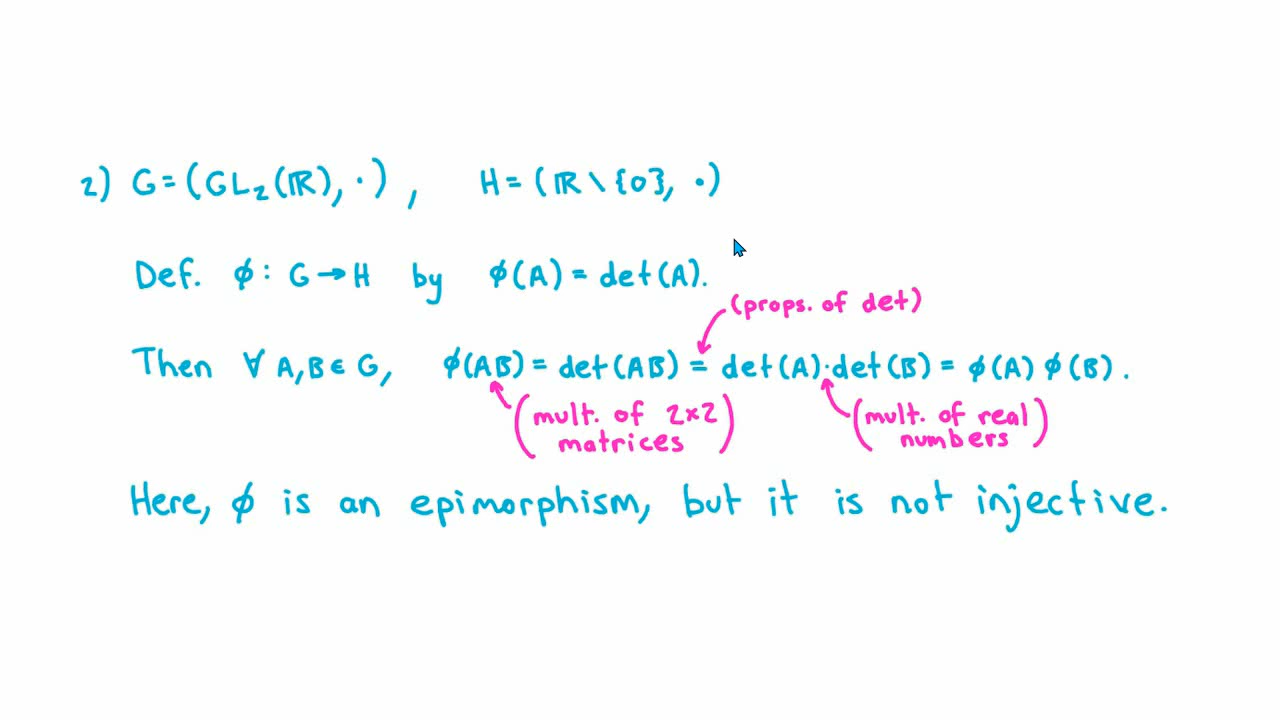 2) G = (GL₂(ℝ), ·) , H = (ℝ \ {0}, ·)
Def. ϕ: G → H by ϕ(A) = det(A).
(props. of det)
Then ∀ A, B ∈ G, ϕ(AB) = det(AB) = det(A)·det(B) = ϕ(A) ϕ(B) .
(mult. of 2×2 matrices) (mult. of real numbers)
Here, ϕ is an epimorphism, but it is not injective.